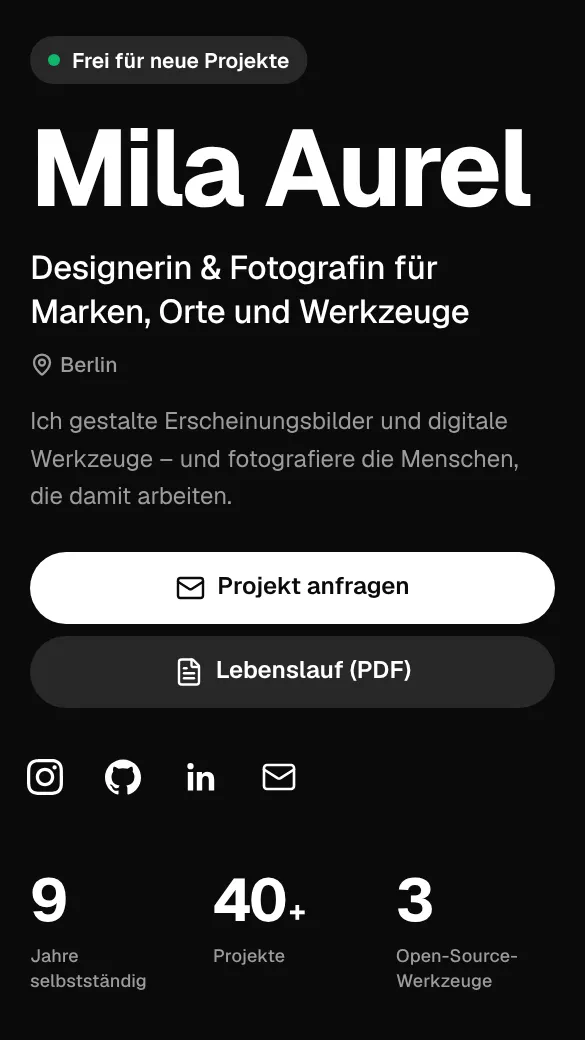 Frei für neue Projekte
Mila Aurel
Designerin & Fotografin für
Marken, Orte und Werkzeuge
Berlin
Ich gestalte Erscheinungsbilder und digitale
Werkzeuge – und fotografiere die Menschen,
die damit arbeiten.
Projekt anfragen
Lebenslauf (PDF)
in
9
Jahre
selbstständig
40+
Projekte
3
Open-Source-
Werkzeuge